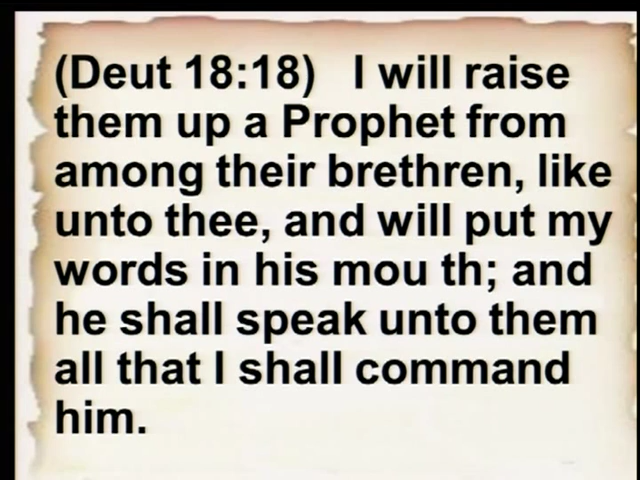 (Deut 18:18) I will raise
them up a Prophet from
among their brethren, like
unto thee, and will put my
words in his mou th; and
he shall speak unto them
all that I shall command
him.